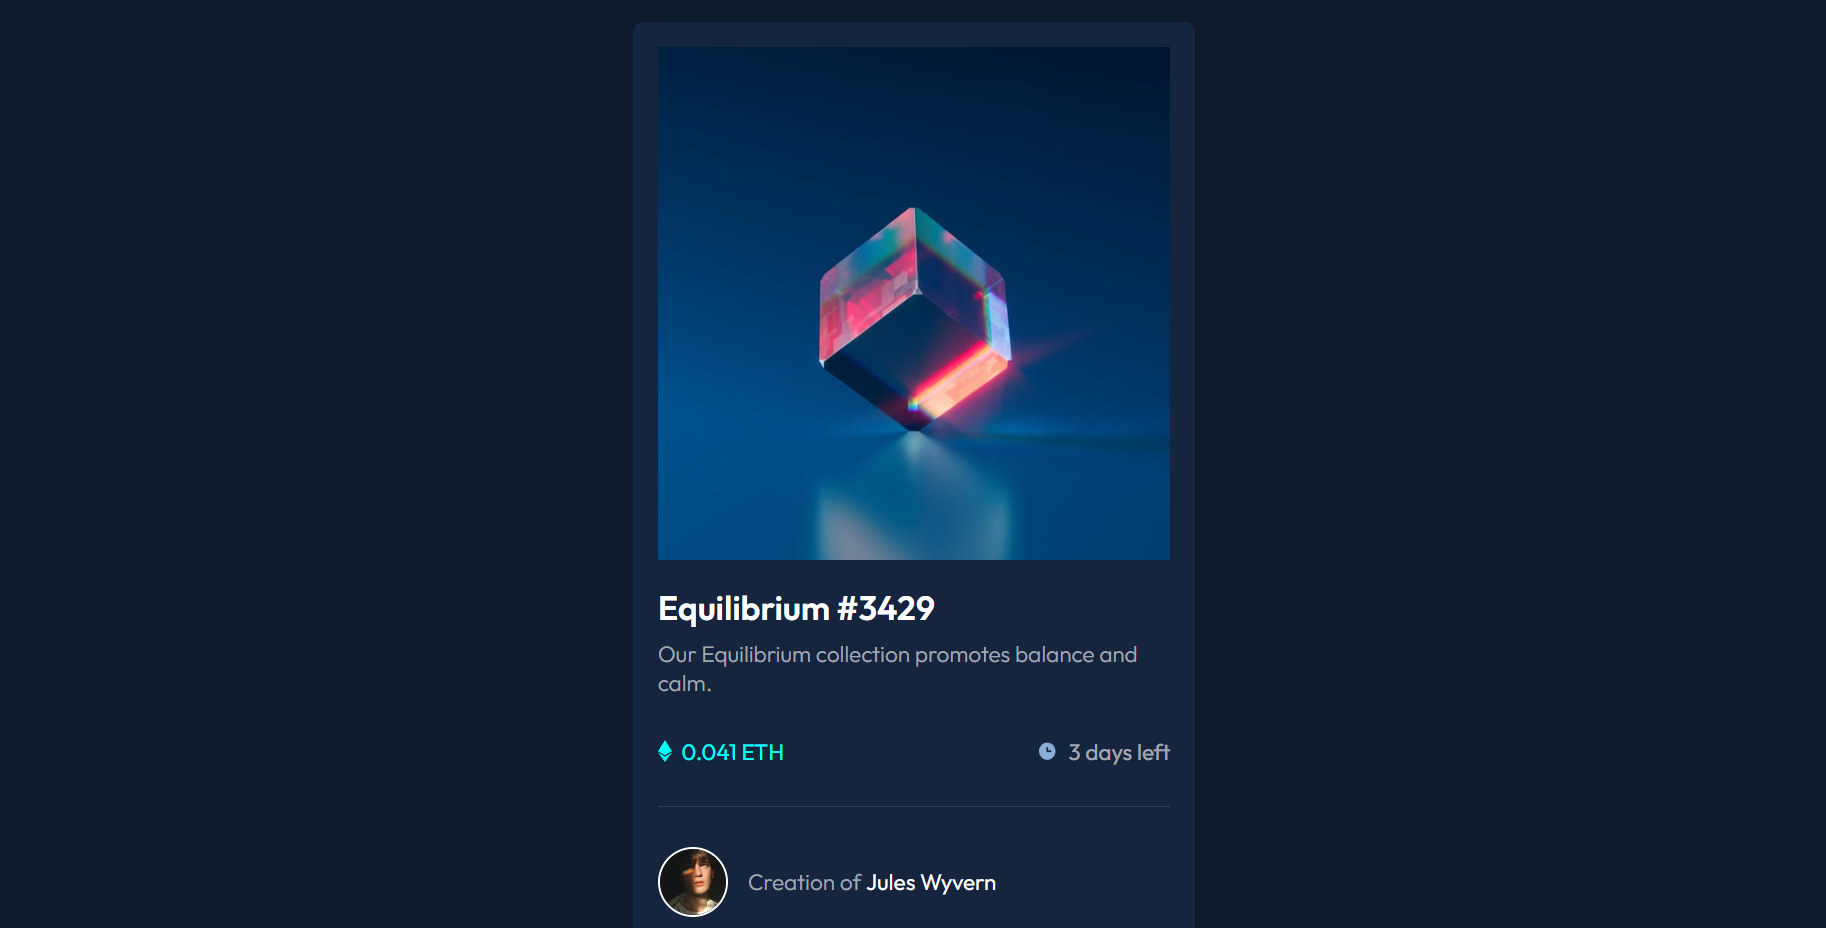 Equilibrium #3429
Our Equilibrium collection promotes balance and
calm.
0.041 ETH
3 days left
Creation of Jules Wyvern